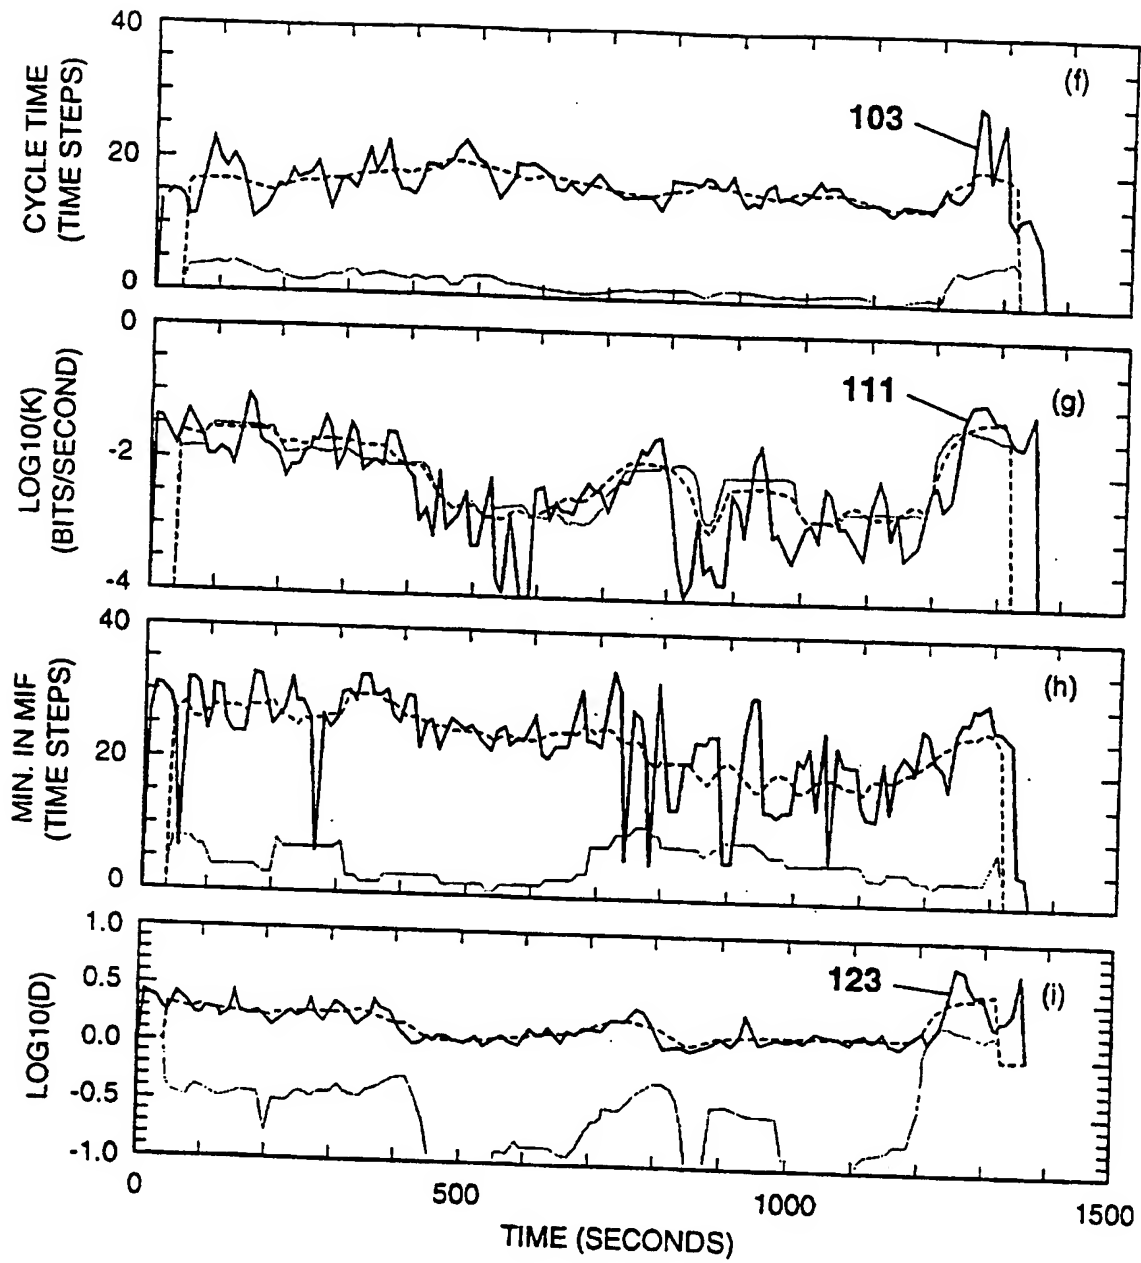 40
20
0
CYCLE TIME
(TIME STEPS)
(f)
103
0
-2
-4
LOG10(K)
(BITS/SECOND)
(g)
111
40
20
0
MIN. IN MIF
(TIME STEPS)
(h)
1.0
0.5
0.0
-0.5
-1.0
LOG10(D)
(i)
123
0
500
1000
1500
TIME (SECONDS)